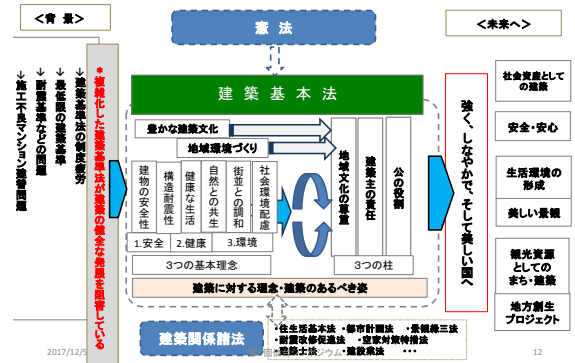 <背 景>
憲 法
<未来へ>
↓建築基準法の制度疲労
↓最低限の建築基準
↓耐震基準などの問題
↓施工不良マンション建替問題
*複雑化した建築基準法が建築の健全な発展を阻害している
建 築 基 本 法
豊かな建築文化
地域環境づくり
建物の安全性
構造耐震性
健康な生活
自然との共生
街並との調和
社会環境配慮
1.安全
2.健康
3.環境
3つの基本理念
地域文化の尊重
建築主の責任
公の役割
3つの柱
建築に対する理念・建築のあるべき姿
強く、しなやかで、そして美しい国へ
社会資産として
の建築
安全・安心
生活環境の
形成
美しい景観
観光資源
としての
まち・建築
地方創生
プロジェクト
建築関係諸法
・住生活基本法 ・都市計画法 ・景観緑三法
・耐震改修促進法 ・空家対策特措法
・建築士法 ・建設業法 ・・・
2017/12/5
12